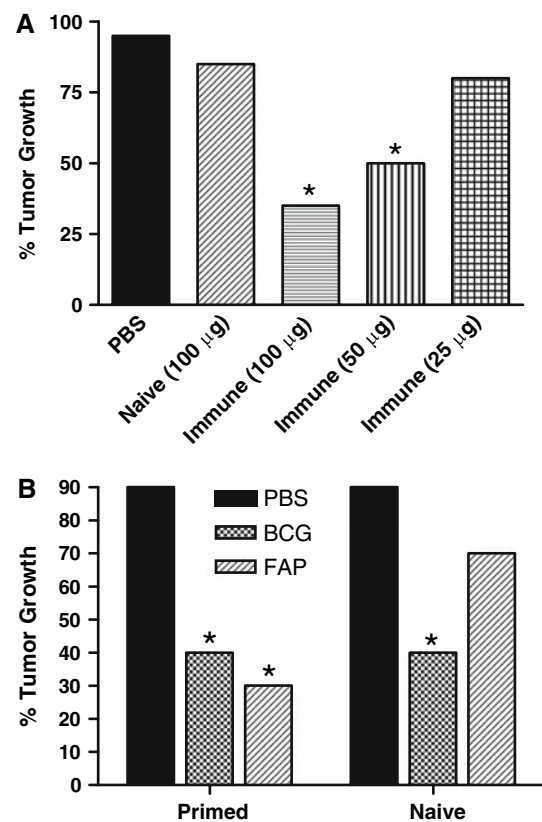 A
100
75
50
25
0
% Tumor Growth
*
*
PBS
Naive (100 μg)
Immune (100 μg)
Immune (50 μg)
Immune (25 μg)
B
90
80
70
60
50
40
30
20
10
0
% Tumor Growth
PBS
BCG
FAP
*
*
*
Primed
Naive